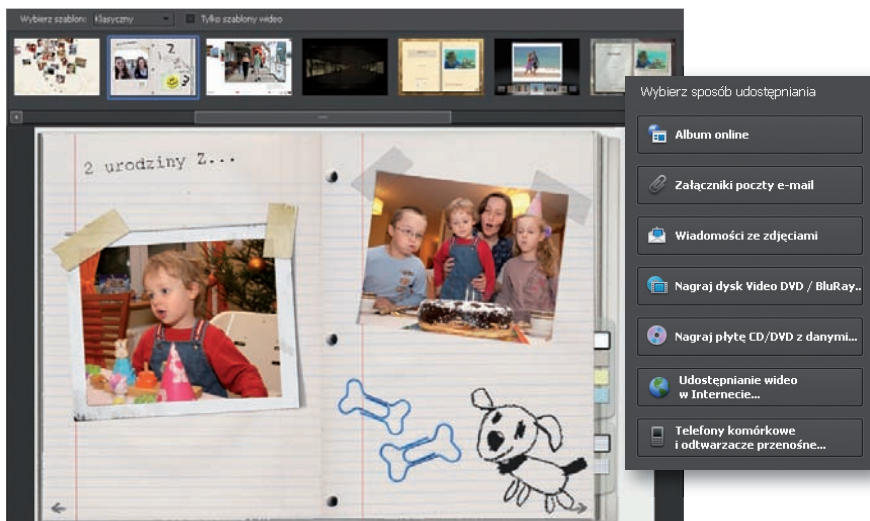 Wybierz szablon: Klasyczny
Tylko szablony wideo
Wybierz sposób udostępniania
Album online
Załączniki poczty e-mail
Wiadomości ze zdjęciami
Nagraj dysk Video DVD / BluRay..
Nagraj płytę CD/DVD z danymi...
Udostępnianie wideo
w Internecie...
Telefony komórkowe
i odtwarzacze przenośne...
2 urodziny Z...